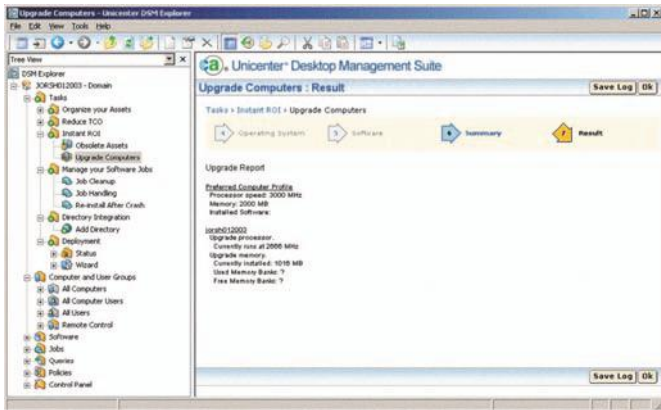 Upgrade Computers - Unicenter DSM Explorer
File Edit View Tools Help
Tree View
DSM Explorer
JORSH012003 - Domain
Tasks
Organize your Assets
Reduce TCO
Instant ROI
Obsolete Assets
Upgrade Computers
Manage your Software Jobs
Job Cleanup
Job Handling
Re-install After Crash
Directory Integration
Add Directory
Deployment
Status
Wizard
Computer and User Groups
All Computers
All Computer Users
All Users
Remote Control
Software
Jobs
Queries
Policies
Control Panel
ca Unicenter Desktop Management Suite
Upgrade Computers : Result
Save Log Ok
Tasks > Instant ROI > Upgrade Computers
4 Operating System 5 Software 6 Summary 7 Result
Upgrade Report
Preferred Computer Profile
Processor speed: 3000 MHz
Memory: 2000 MB
Installed Software:
jorsh012003
Upgrade processor.
Currently runs at 2666 MHz
Upgrade memory.
Currently installed: 1016 MB
Used Memory Banks: ?
Free Memory Banks: ?
Save Log Ok